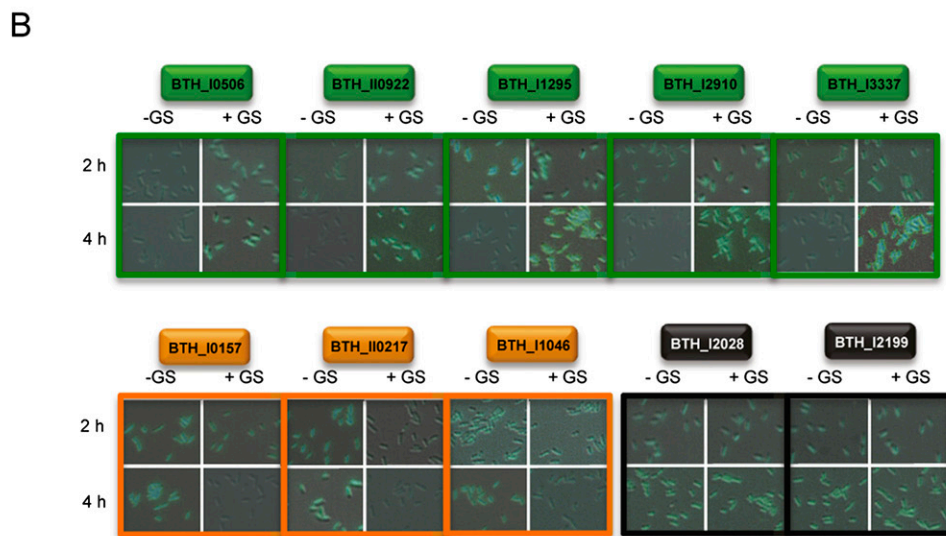 B
BTH_I0506 BTH_II0922 BTH_I1295 BTH_I2910 BTH_I3337
-GS + GS - GS + GS - GS + GS - GS + GS - GS + GS
2 h
4 h
BTH_I0157 BTH_II0217 BTH_I1046 BTH_I2028 BTH_I2199
-GS + GS - GS + GS - GS + GS - GS + GS - GS + GS
2 h
4 h